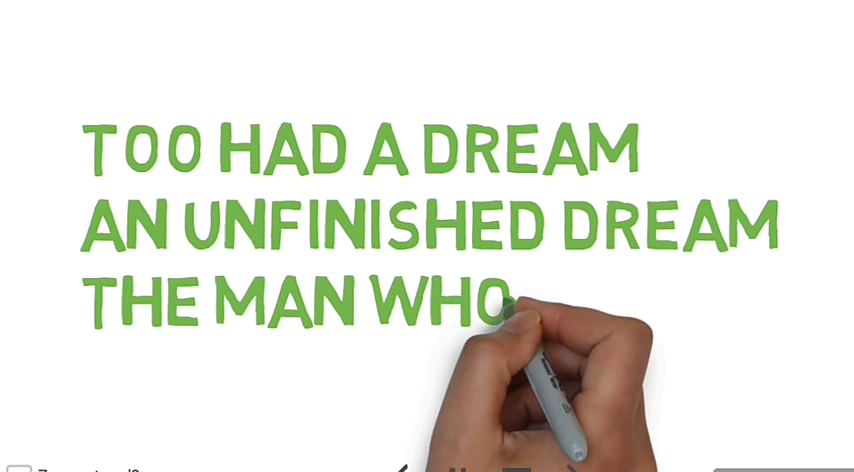 TOO HAD A DREAM
AN UNFINISHED DREAM
THE MAN WHO